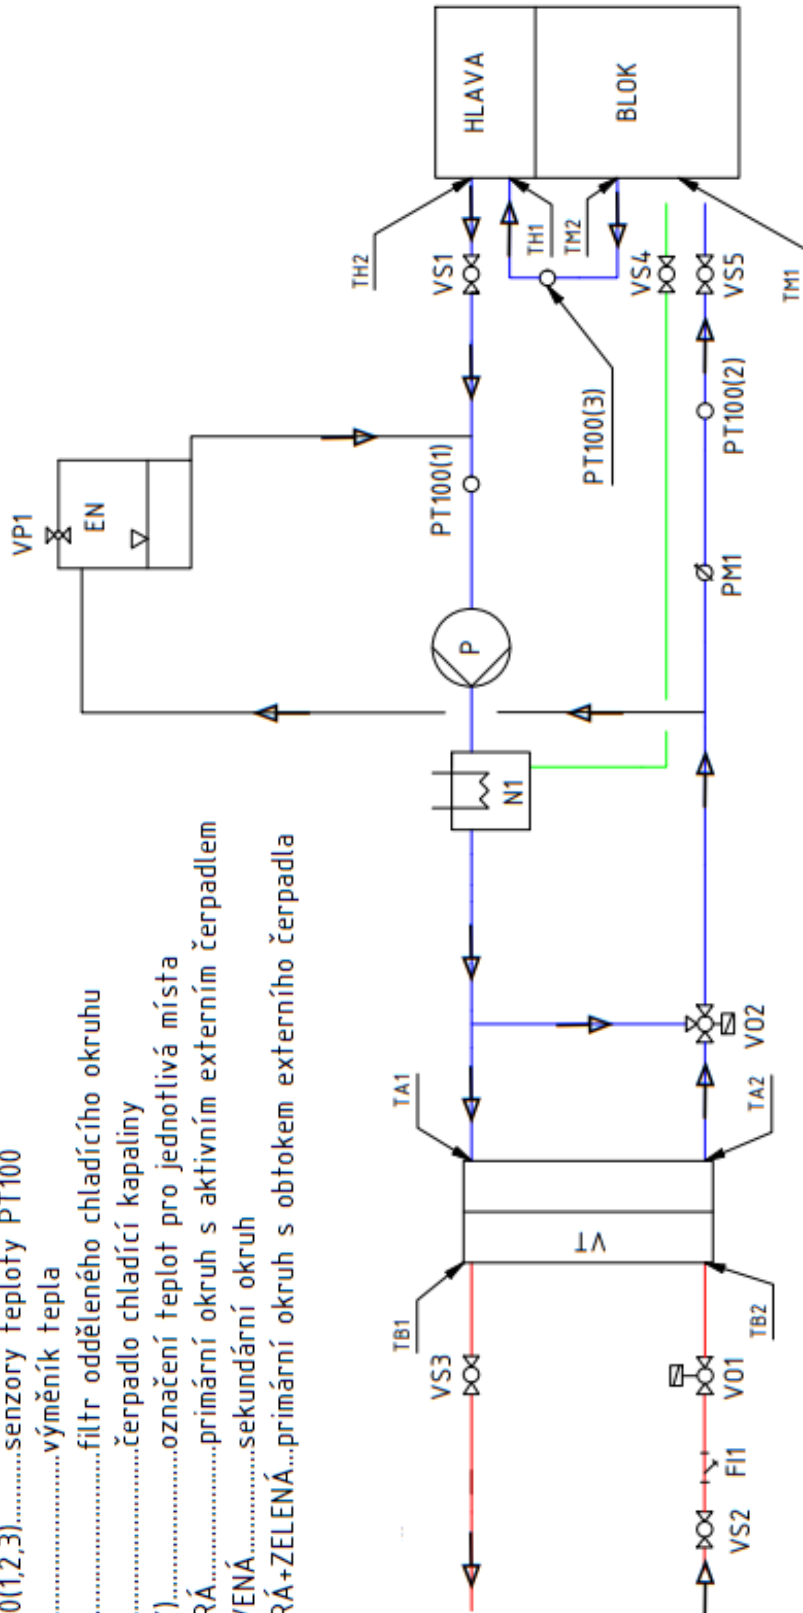 0(1,2,3)............senzory teploty PT100
výměník tepla
filtr odděleného chladícího okruhu
čerpadlo chladící kapaliny
označení teplot pro jednotlivá místa
RÁ..................primární okruh s aktivním externím čerpadlem
VENÁ...............sekundární okruh
RÁ+ZELENÁ...primární okruh s obtokem externího čerpadla
VP1
EN
TH2
VS1
HLAVA
BLOK
TH1
TM2
VS4
VS5
TM1
PT100(1)
PT100(3)
PT100(2)
P
PM1
N1
TA1
V02
TA2
VT
TB1
TB2
VS3
V01
FI1
VS2